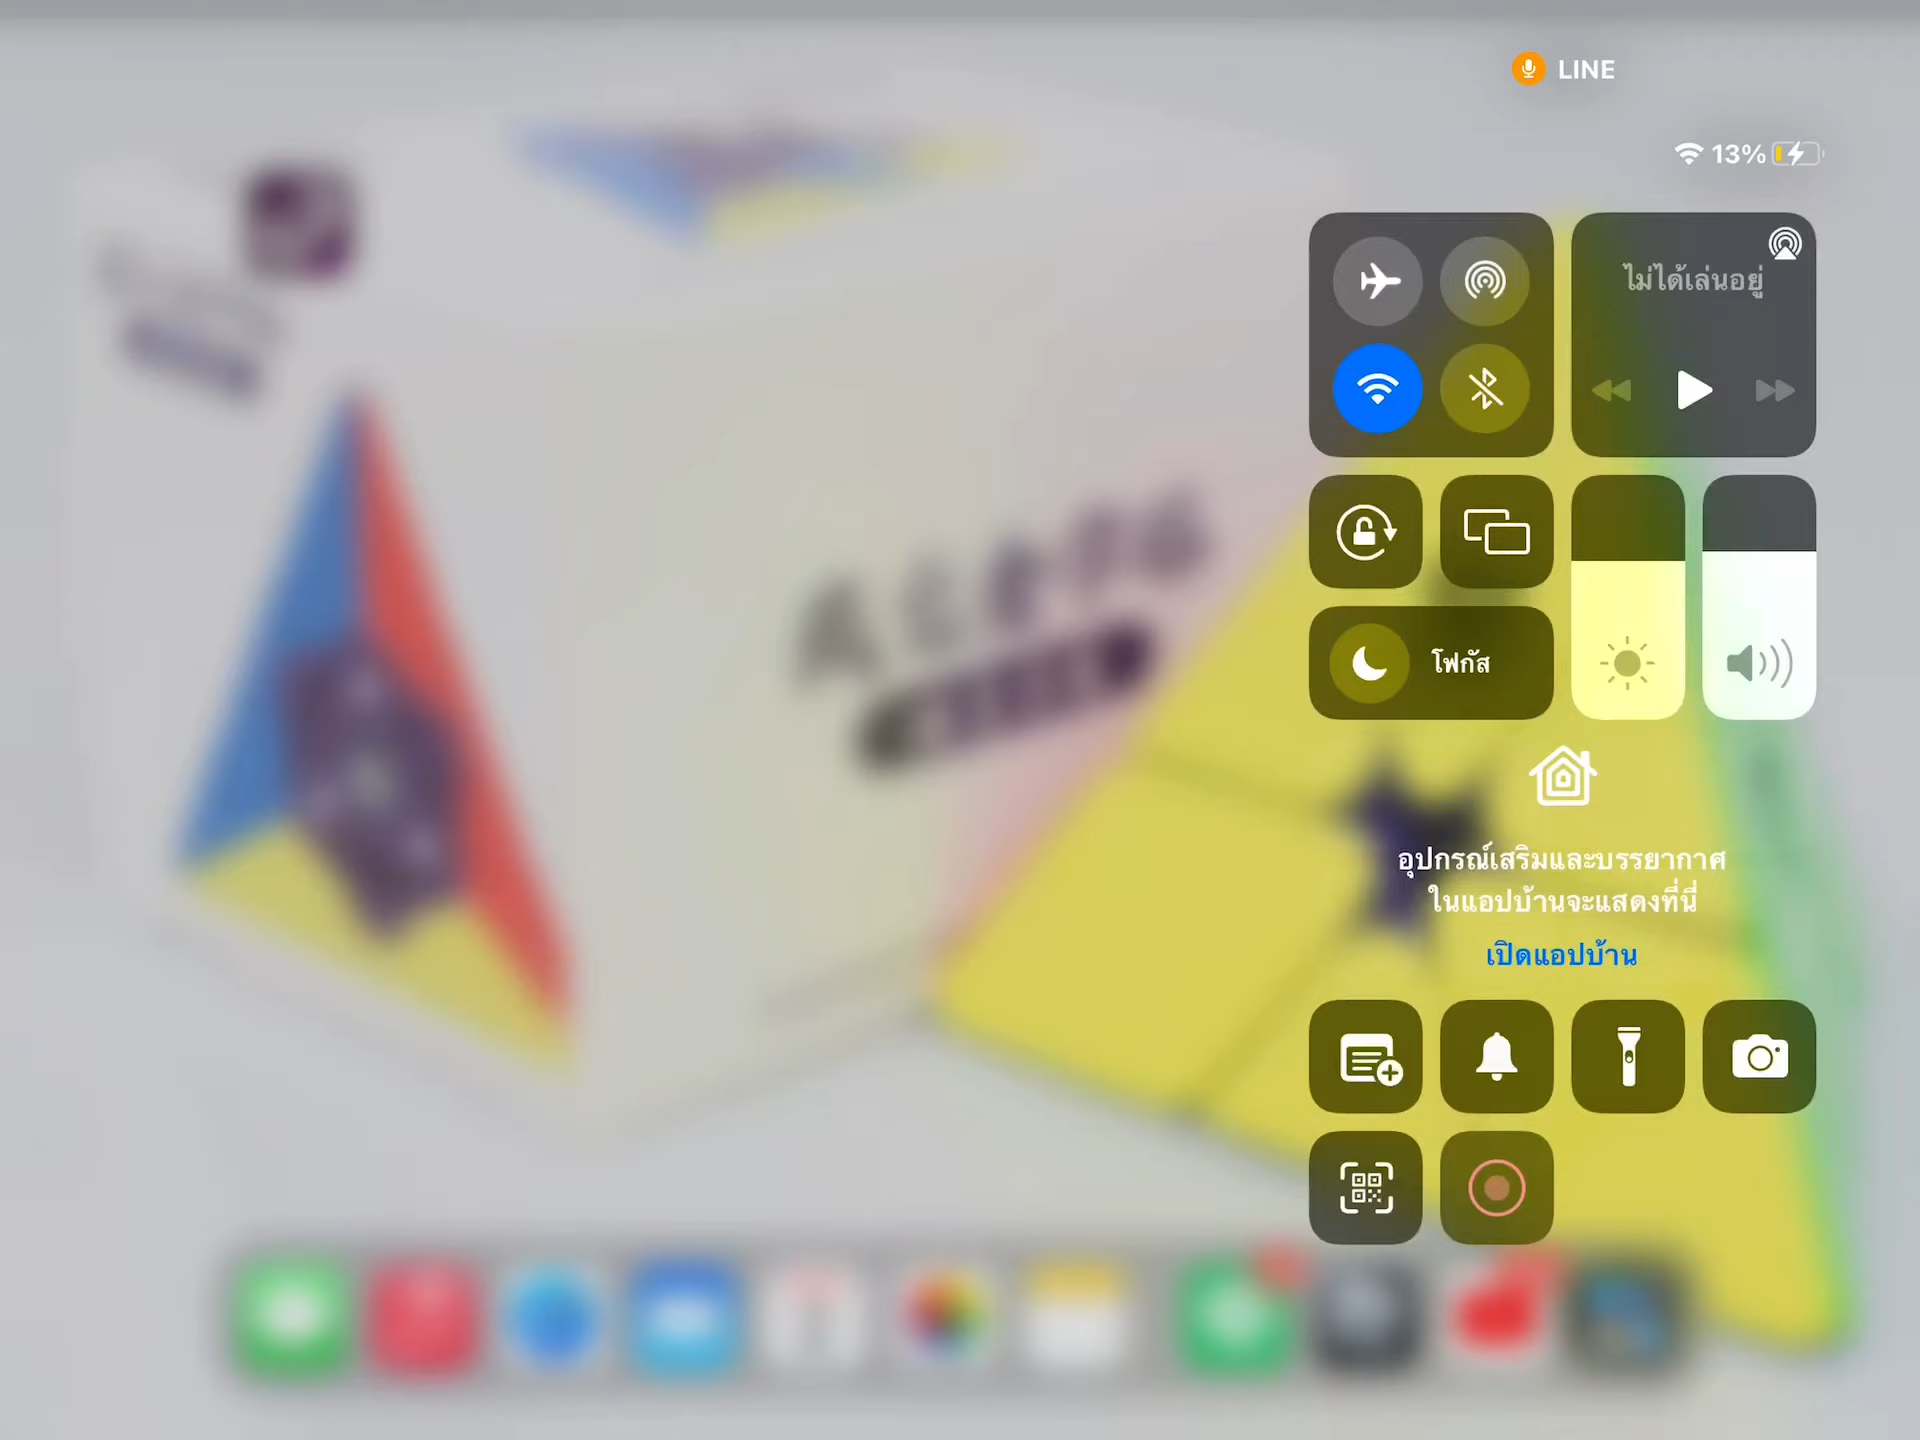 LINE
13%
ไม่ได้เล่นอยู่
โฟกัส
อุปกรณ์เสริมและบรรยากาศ
ในแอปบ้านจะแสดงที่นี่
เปิดแอปบ้าน